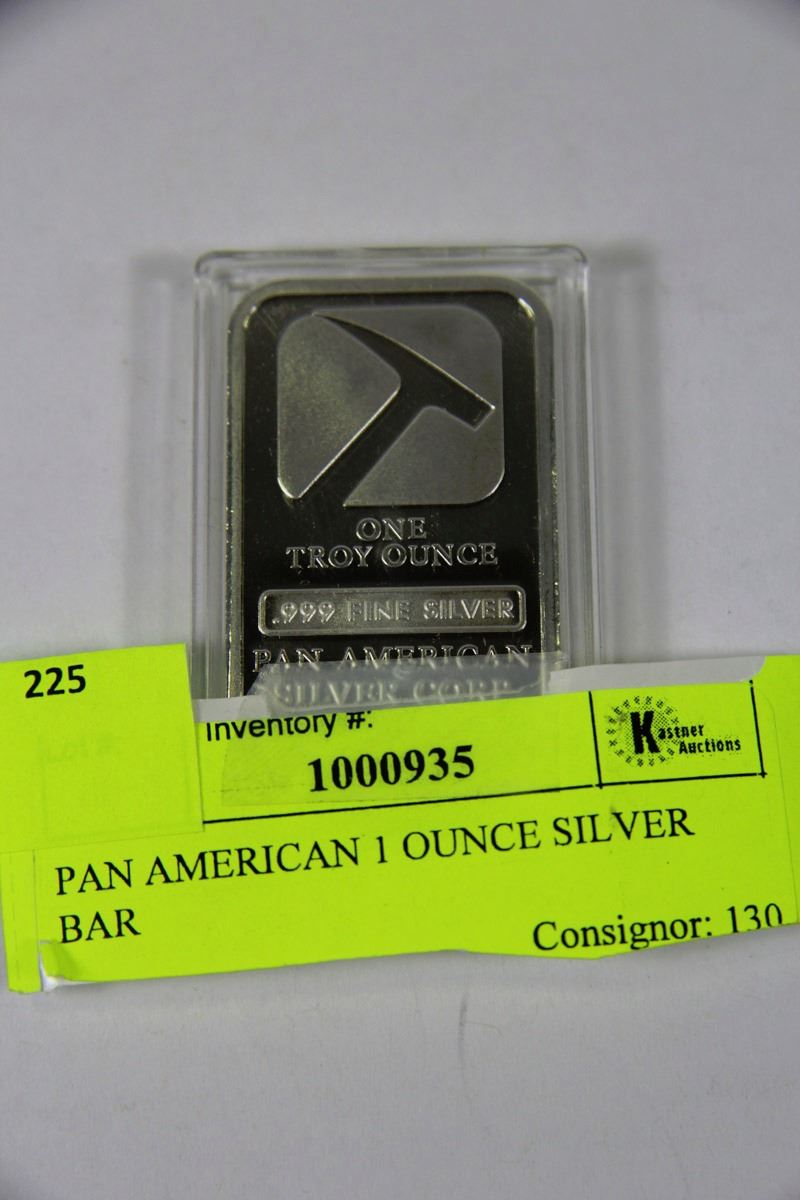 ONE
TROY OUNCE
.999 FINE SILVER
PAN AMERICAN
SILVER CORP
225
Lot #:
Inventory #:
1000935
Kastner
Auctions
PAN AMERICAN 1 OUNCE SILVER
BAR
Consignor: 130